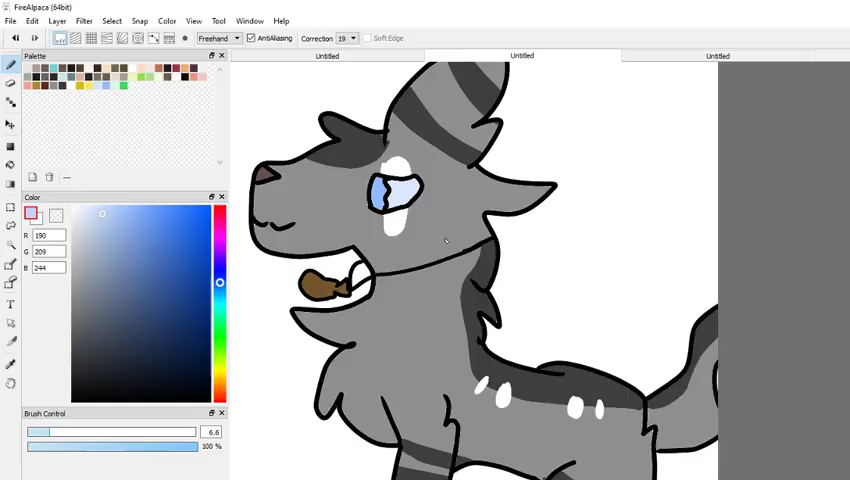 FireAlpaca (64bit)
File Edit Layer Filter Select Snap Color View Tool Window Help
off Freehand AntiAliasing Correction 19 Soft Edge
Palette Untitled Untitled Untitled
Color
R 190
G 209
B 244
Brush Control
6.6
100 %